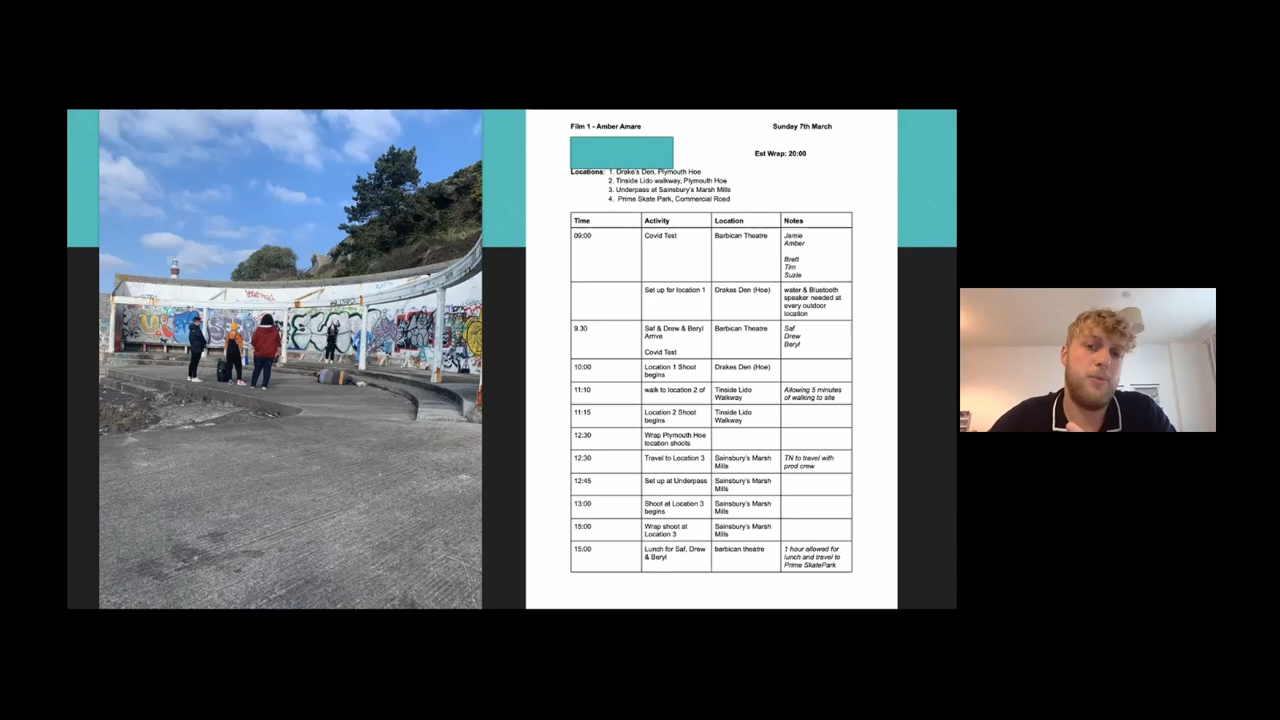 Film 1 - Amber Amare
Sunday 7th March
Est Wrap: 20:00
Locations: 1. Drake's Den, Plymouth Hoe
2. Tinside Lido walkway, Plymouth Hoe
3. Underpass at Sainsbury's Marsh Mills
4. Prime Skate Park, Commercial Road
Time Activity Location Notes
09:00 Covid Test Barbican Theatre Jamie
Amber
Brett
Tim
Suzie
Set up for location 1 Drakes Den (Hoe) water & Bluetooth
speaker needed at
every outdoor
location
9.30 Saf & Drew & Beryl Barbican Theatre Saf
Arrive Drew
Beryl
Covid Test
10:00 Location 1 Shoot Drakes Den (Hoe)
begins
11:10 walk to location 2 of Tinside Lido Allowing 5 minutes
Walkway of walking to site
11:15 Location 2 Shoot Tinside Lido
begins Walkway
12:30 Wrap Plymouth Hoe
location shoots
12:30 Travel to Location 3 Sainsbury's Marsh TN to travel with
Mills prod crew
12:45 Set up at Underpass Sainsbury's Marsh
Mills
13:00 Shoot at Location 3 Sainsbury's Marsh
begins Mills
15:00 Wrap shoot at Sainsbury's Marsh
Location 3 Mills
15:00 Lunch for Saf, Drew barbican theatre 1 hour allowed for
& Beryl lunch and travel to
Prime SkatePark